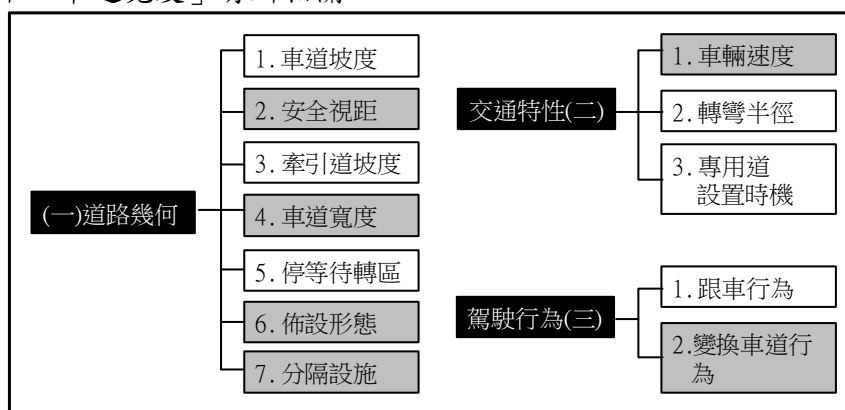 (一)道路幾何
1.車道坡度
2.安全視距
3.牽引道坡度
4.車道寬度
5.停等待轉區
6.佈設形態
7.分隔設施
交通特性(二)
1.車輛速度
2.轉彎半徑
3.專用道
設置時機
駕駛行為(三)
1.跟車行為
2.變換車道行
為